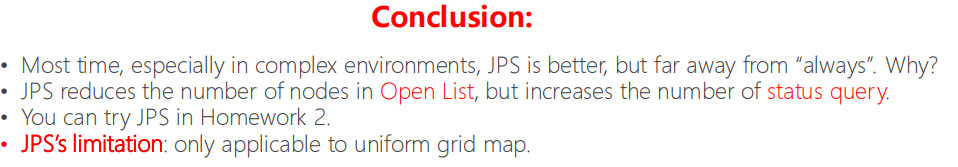 Conclusion:
• Most time, especially in complex environments, JPS is better, but far away from “always”. Why?
• JPS reduces the number of nodes in Open List, but increases the number of status query.
• You can try JPS in Homework 2.
• JPS’s limitation: only applicable to uniform grid map.